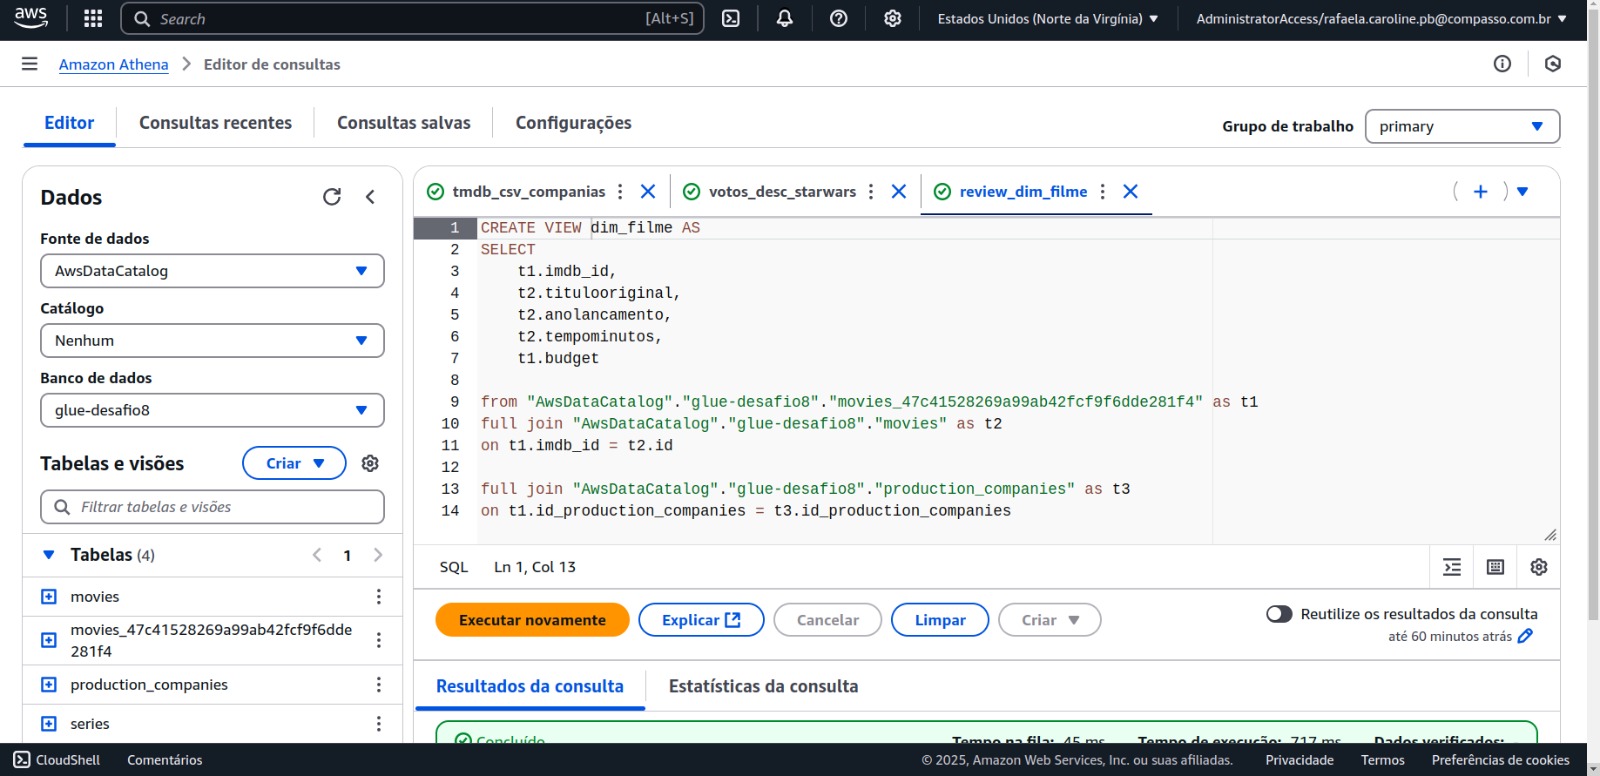 aws
Search [Alt+S]
Estados Unidos (Norte da Virgínia)
AdministratorAccess/rafaela.caroline.pb@compasso.com.br
Amazon Athena > Editor de consultas
Editor
Consultas recentes
Consultas salvas
Configurações
Grupo de trabalho
primary
Dados
Fonte de dados
AwsDataCatalog
Catálogo
Nenhum
Banco de dados
glue-desafio8
Tabelas e visões
Criar
Filtrar tabelas e visões
Tabelas (4)
1
movies
movies_47c41528269a99ab42fcf9f6dde
281f4
production_companies
series
tmdb_csv_companias
votos_desc_starwars
review_dim_filme
1 CREATE VIEW dim_filme AS
2 SELECT
3 t1.imdb_id,
4 t2.titulooriginal,
5 t2.anolancamento,
6 t2.tempominutos,
7 t1.budget
8
9 from "AwsDataCatalog"."glue-desafio8"."movies_47c41528269a99ab42fcf9f6dde281f4" as t1
10 full join "AwsDataCatalog"."glue-desafio8"."movies" as t2
11 on t1.imdb_id = t2.id
12
13 full join "AwsDataCatalog"."glue-desafio8"."production_companies" as t3
14 on t1.id_production_companies = t3.id_production_companies
SQL Ln 1, Col 13
Executar novamente
Explicar
Cancelar
Limpar
Criar
Reutilize os resultados da consulta
até 60 minutos atrás
Resultados da consulta
Estatísticas da consulta
Concluído
Tempo na fila: 45 ms
Tempo de execução: 717 ms
Dados verificados: -
CloudShell
Comentários
© 2025, Amazon Web Services, Inc. ou suas afiliadas.
Privacidade
Termos
Preferências de cookies